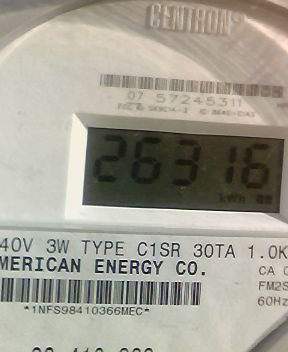 CENTRON®
07 57245311
26316
kWh
40V 3W TYPE C1SR 30TA 1.0K
MERICAN ENERGY CO.
CA 0
FM2S
60Hz
*1NFS98410366MEC*